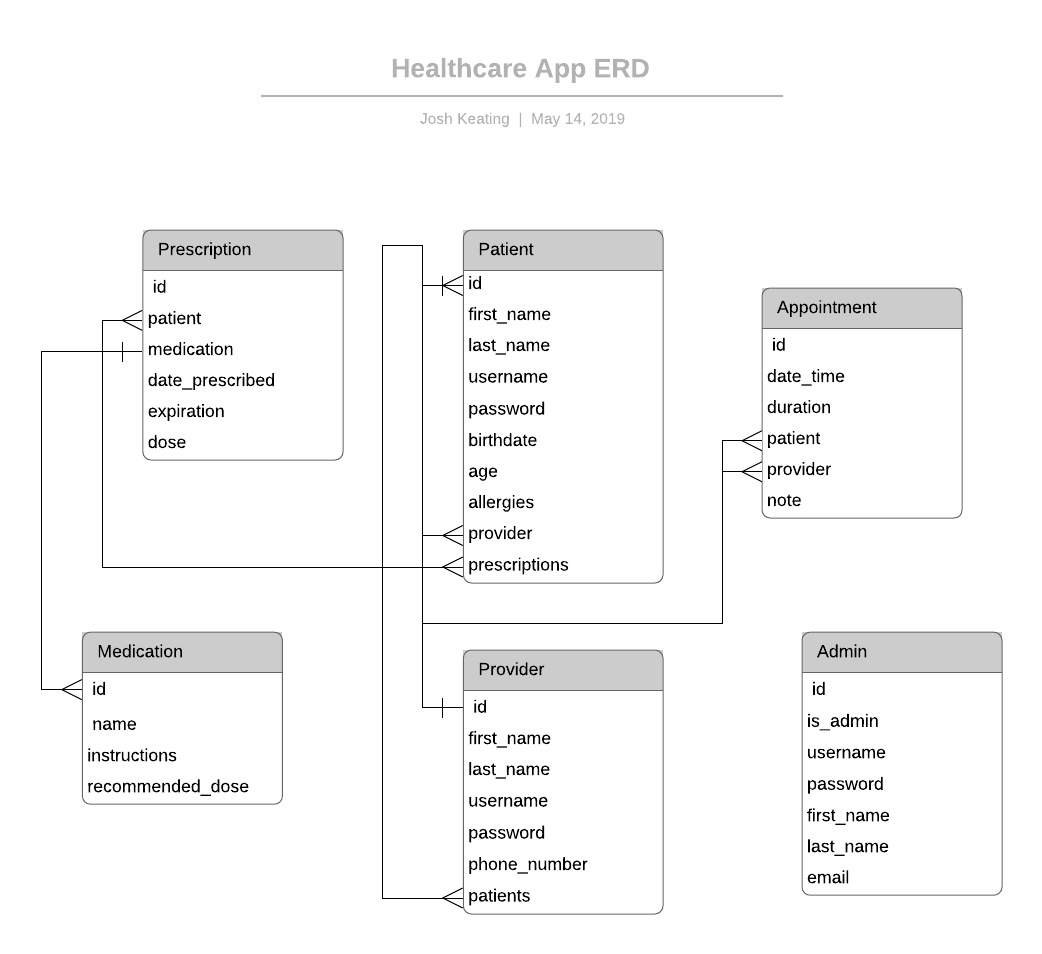 Healthcare App ERD
Josh Keating | May 14, 2019
Prescription
id
patient
medication
date_prescribed
expiration
dose
Patient
id
first_name
last_name
username
password
birthdate
age
allergies
provider
prescriptions
Appointment
id
date_time
duration
patient
provider
note
Medication
id
name
instructions
recommended_dose
Provider
id
first_name
last_name
username
password
phone_number
patients
Admin
id
is_admin
username
password
first_name
last_name
email